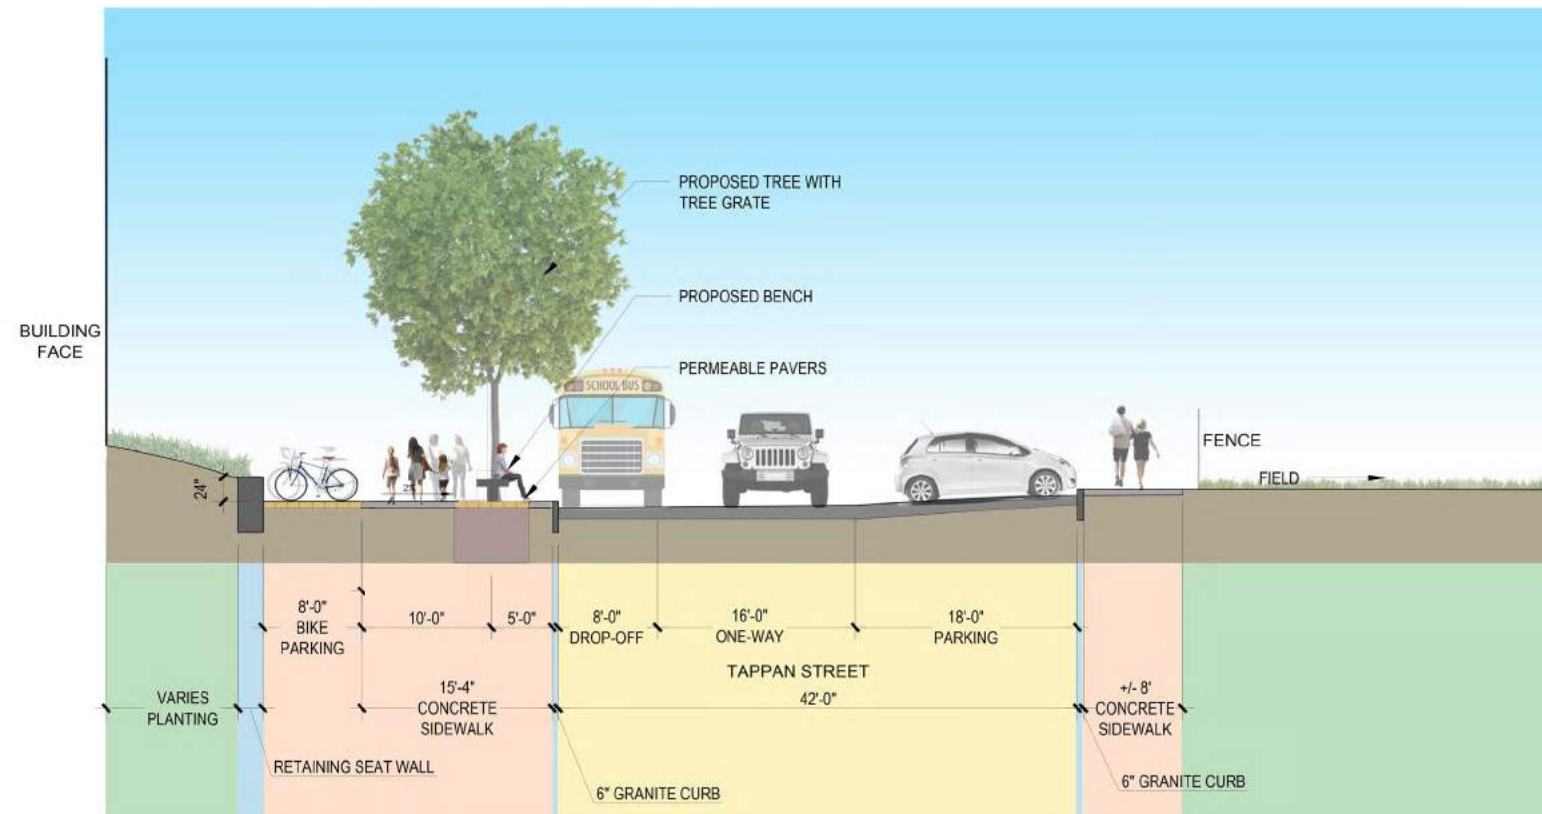 PROPOSED TREE WITH
TREE GRATE
PROPOSED BENCH
BUILDING
FACE
PERMEABLE PAVERS
SCHOOL BUS
FENCE
FIELD
24"
8'-0"
BIKE
PARKING
10'-0"
5'-0"
8'-0"
DROP-OFF
16'-0"
ONE-WAY
18'-0"
PARKING
TAPPAN STREET
42'-0"
VARIES
PLANTING
15'-4"
CONCRETE
SIDEWALK
+/- 8'
CONCRETE
SIDEWALK
RETAINING SEAT WALL
6" GRANITE CURB
6" GRANITE CURB